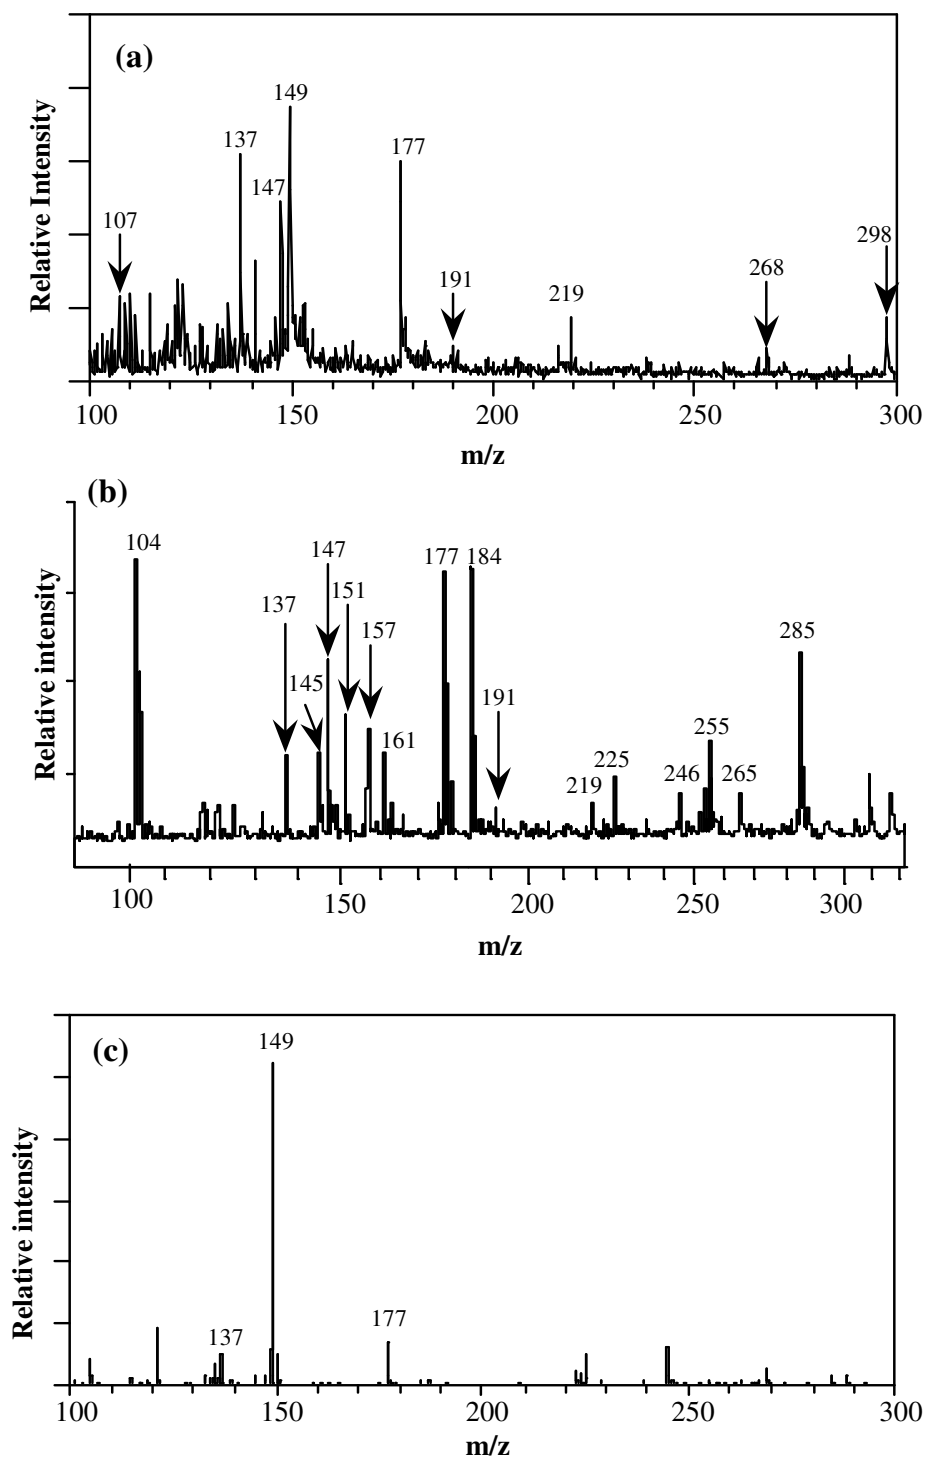 (a)
149
137
177
147
107
298
268
191
219
Relative Intensity
100 150 200 250 300
m/z
(b)
104
147
177 184
151
137
157
285
145
191
161
255
225
219
246 265
Relative intensity
100 150 200 250 300
m/z
(c)
149
177
137
Relative intensity
100 150 200 250 300
m/z